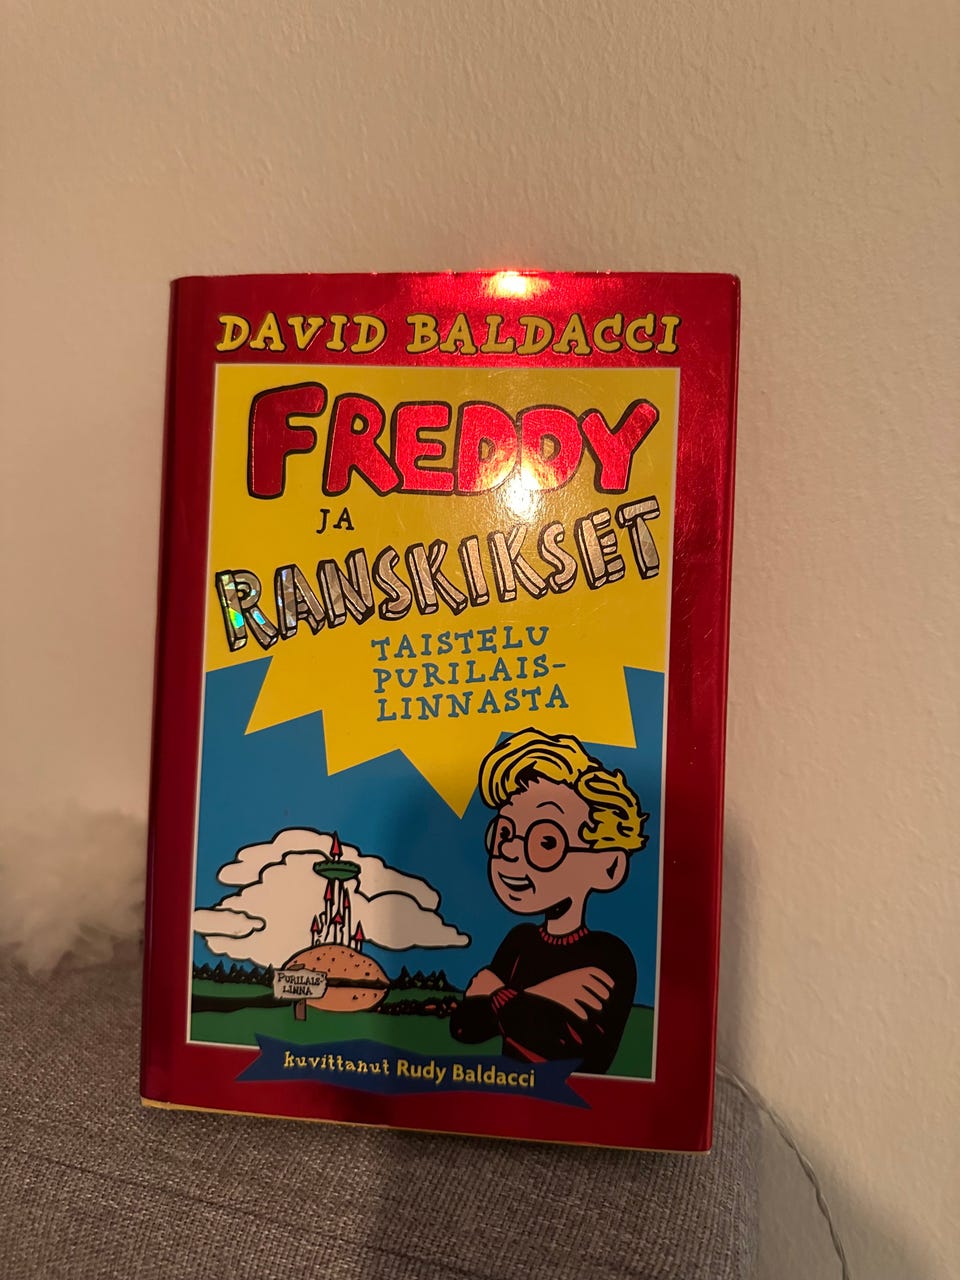 DAVID BALDACCI
FREDDY
JA
RANSKIKSET
TAISTELU
PURILAIS-
LINNASTA
PURILAIS-
LINNA
kuvittanut Rudy Baldacci